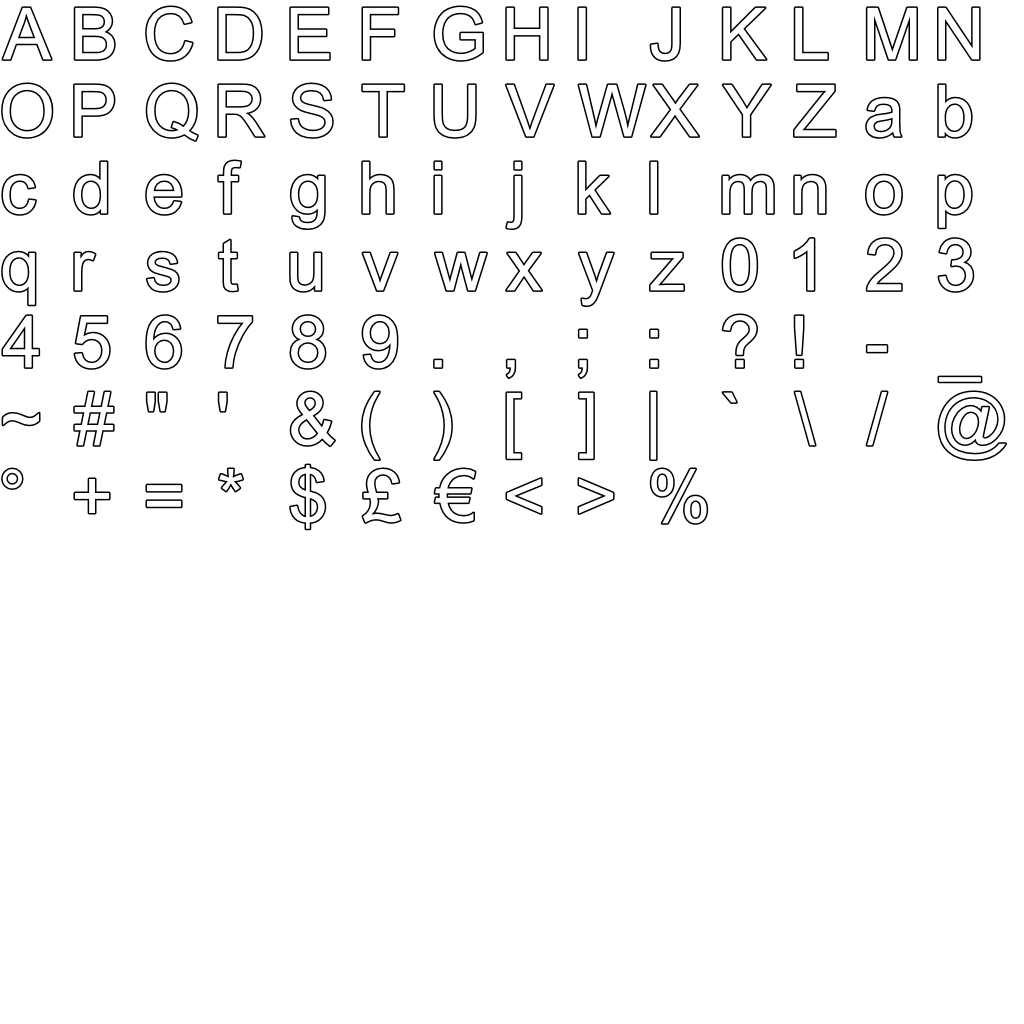 A B C D E F G H I J K L M N
O P Q R S T U V W X Y Z a b
c d e f g h i j k l m n o p
q r s t u v w x y z 0 1 2 3
4 5 6 7 8 9 . , ; : ? ! - _
~ # " ' & ( ) [ ] | ` \ / @
° + = * $ £ € < > %